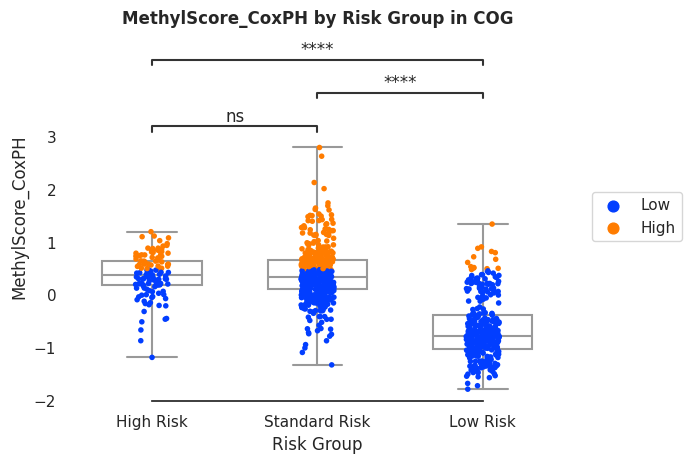 MethylScore_CoxPH by Risk Group in COG
****
****
ns
MethylScore_CoxPH
3
2
1
0
−1
−2
High Risk
Standard Risk
Low Risk
Risk Group
Low
High